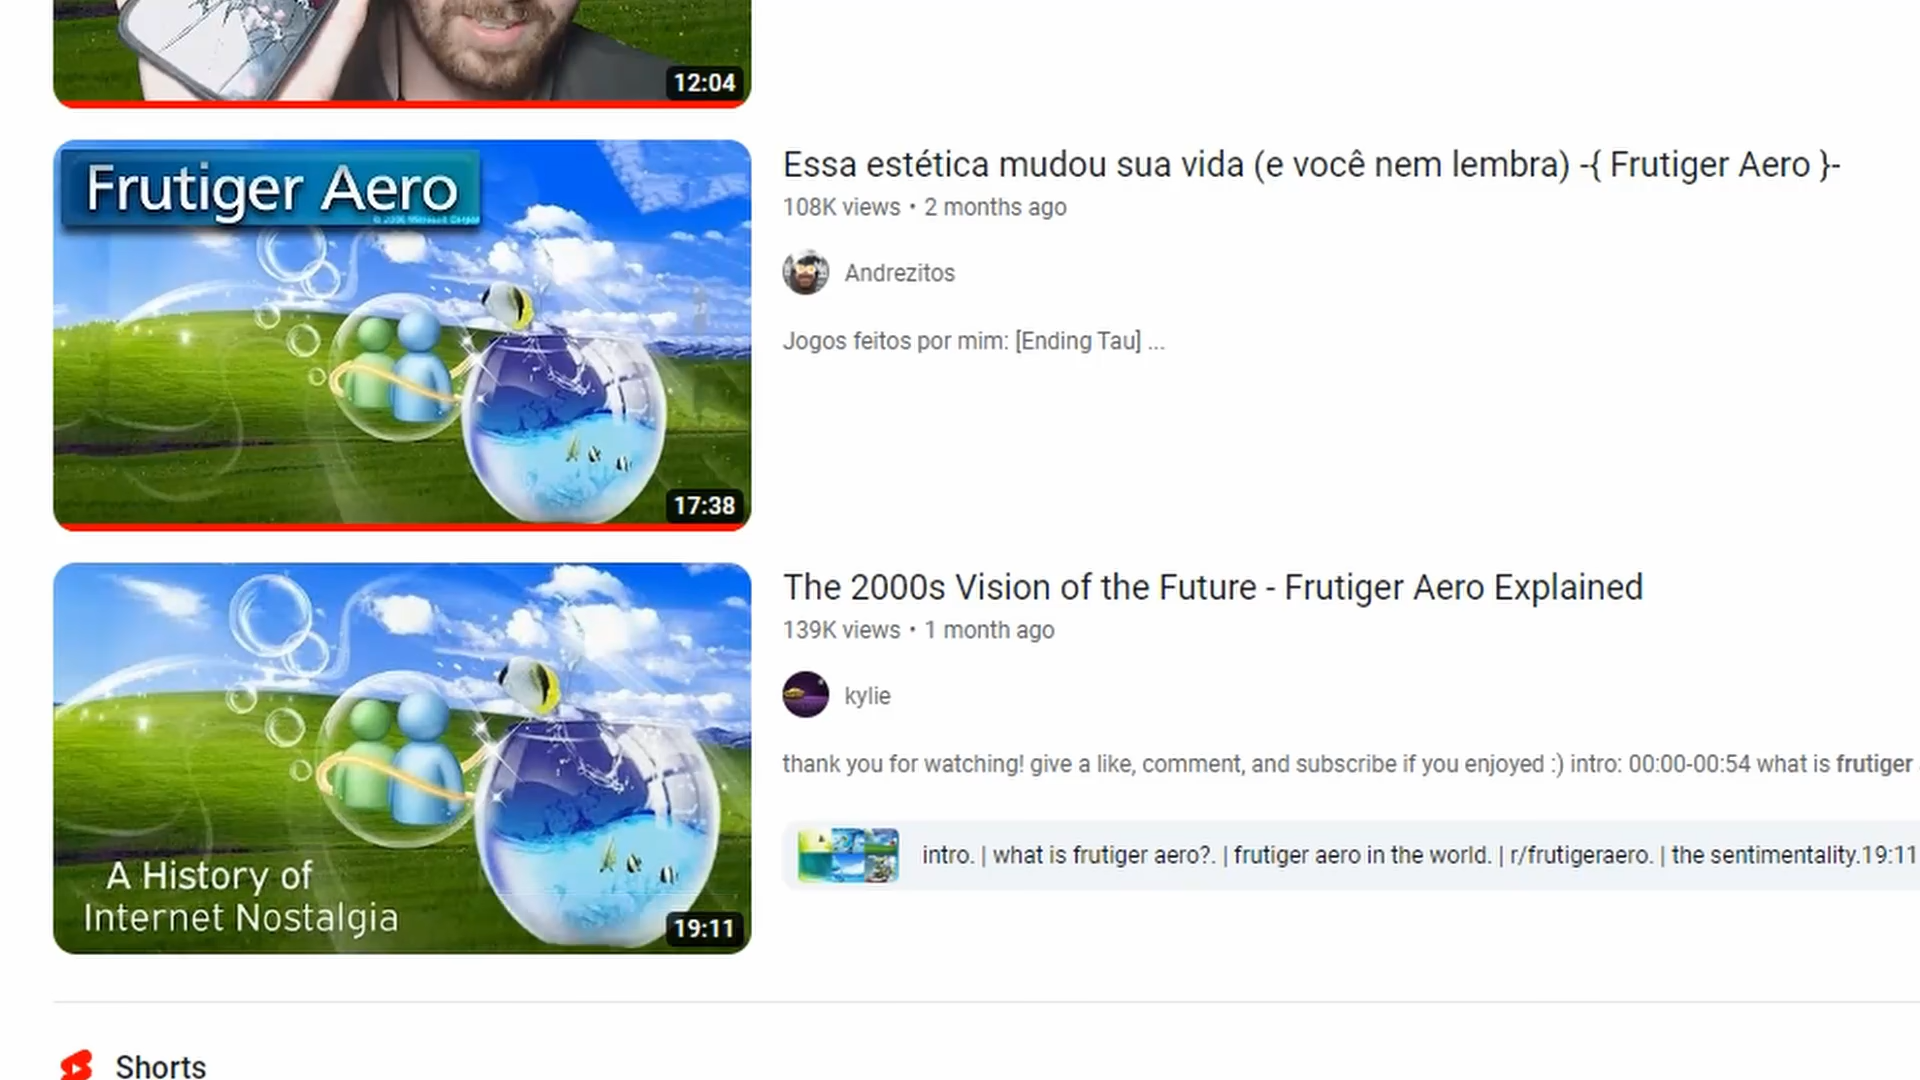 12:04
Frutiger Aero
17:38
Essa estética mudou sua vida (e você nem lembra) -{ Frutiger Aero }-
108K views • 2 months ago
Andrezitos
Jogos feitos por mim: [Ending Tau] ...
A History of
Internet Nostalgia
19:11
The 2000s Vision of the Future - Frutiger Aero Explained
139K views • 1 month ago
kylie
thank you for watching! give a like, comment, and subscribe if you enjoyed :) intro: 00:00-00:54 what is frutiger
intro. | what is frutiger aero?. | frutiger aero in the world. | r/frutigeraero. | the sentimentality.19:11
Shorts